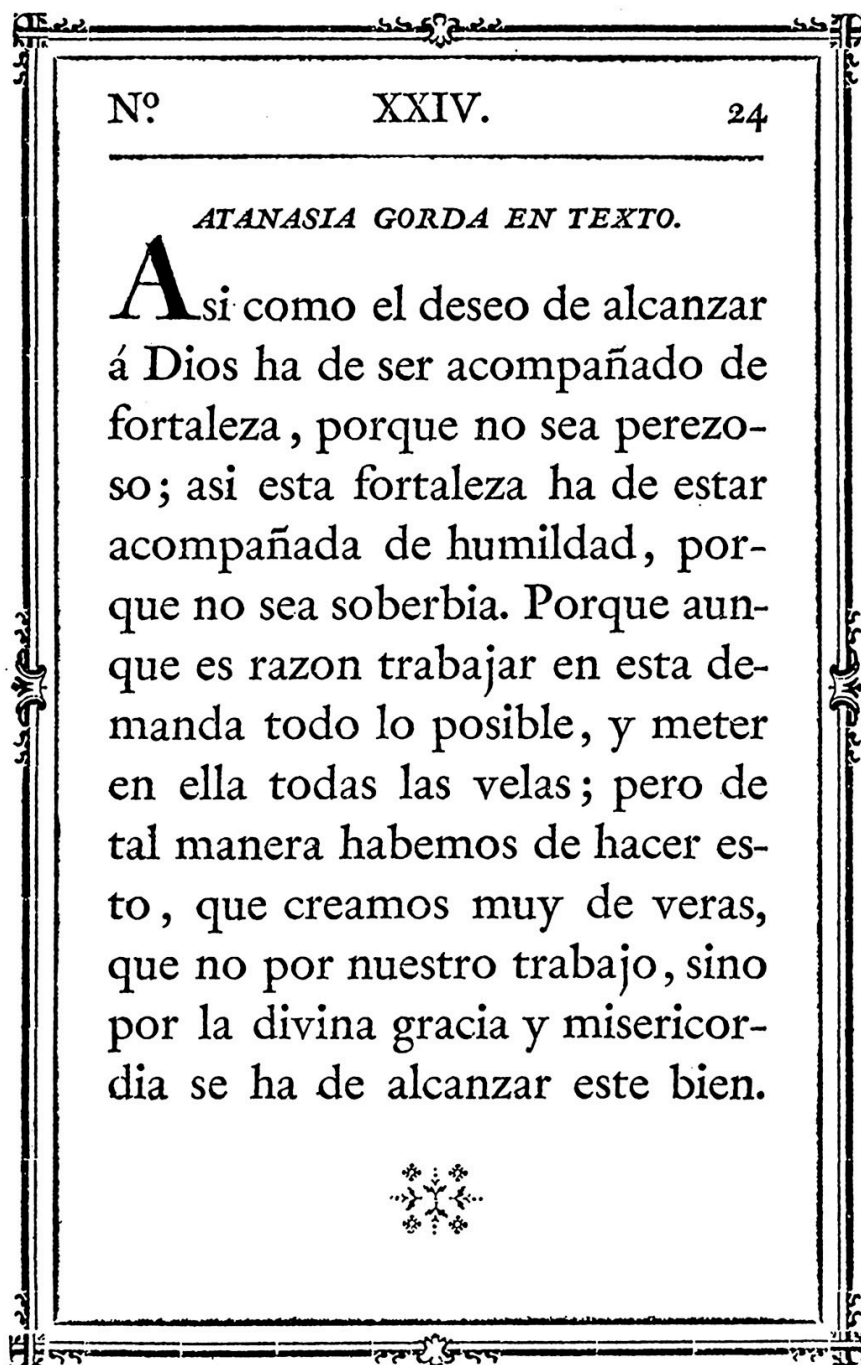 Nº XXIV. 24
ATANASIA GORDA EN TEXTO.
Asi como el deseo de alcanzar
á Dios ha de ser acompañado de
fortaleza, porque no sea perezo-
so; asi esta fortaleza ha de estar
acompañada de humildad, por-
que no sea soberbia. Porque aun-
que es razon trabajar en esta de-
manda todo lo posible, y meter
en ella todas las velas; pero de
tal manera habemos de hacer es-
to, que creamos muy de veras,
que no por nuestro trabajo, sino
por la divina gracia y misericor-
dia se ha de alcanzar este bien.